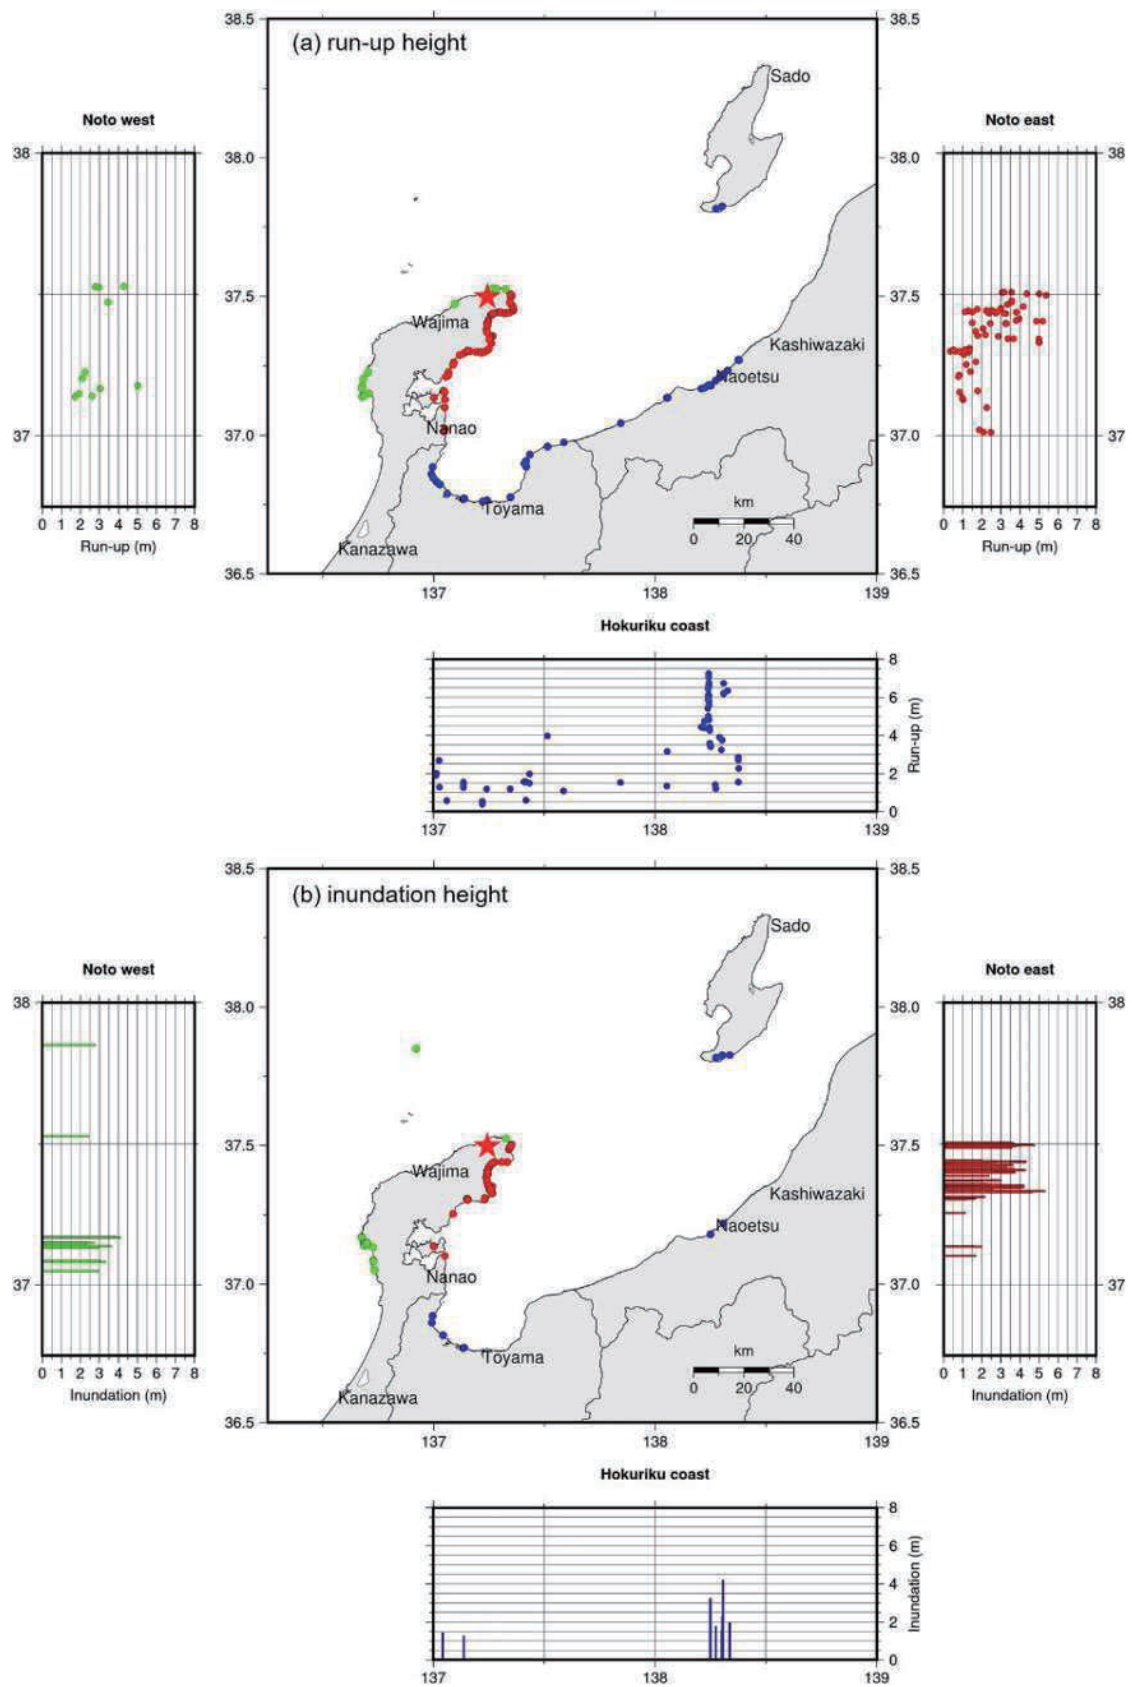 38.5
38.5
(a) run-up height
Sado
Noto west
Noto east
38
38.0
38.0
38
37.5
37.5
Wajima
Kashiwazaki
Naoetsu
37
37.0
Nanao
37.0
37
km
Toyama
0 1 2 3 4 5 6 7 8
Run-up (m)
0 20 40
0 1 2 3 4 5 6 7 8
Run-up (m)
Kanazawa
36.5
36.5
137 138 139
Hokuriku coast
8
6
4
2
0
Run-up (m)
137 138 139
38.5
38.5
(b) inundation height
Sado
Noto west
Noto east
38
38.0
38.0
38
37.5
37.5
Wajima
Kashiwazaki
Naoetsu
37
37.0
Nanao
37.0
37
km
Toyama
0 1 2 3 4 5 6 7 8
Inundation (m)
0 20 40
0 1 2 3 4 5 6 7 8
Inundation (m)
Kanazawa
36.5
36.5
137 138 139
Hokuriku coast
8
6
4
2
0
Inundation (m)
137 138 139